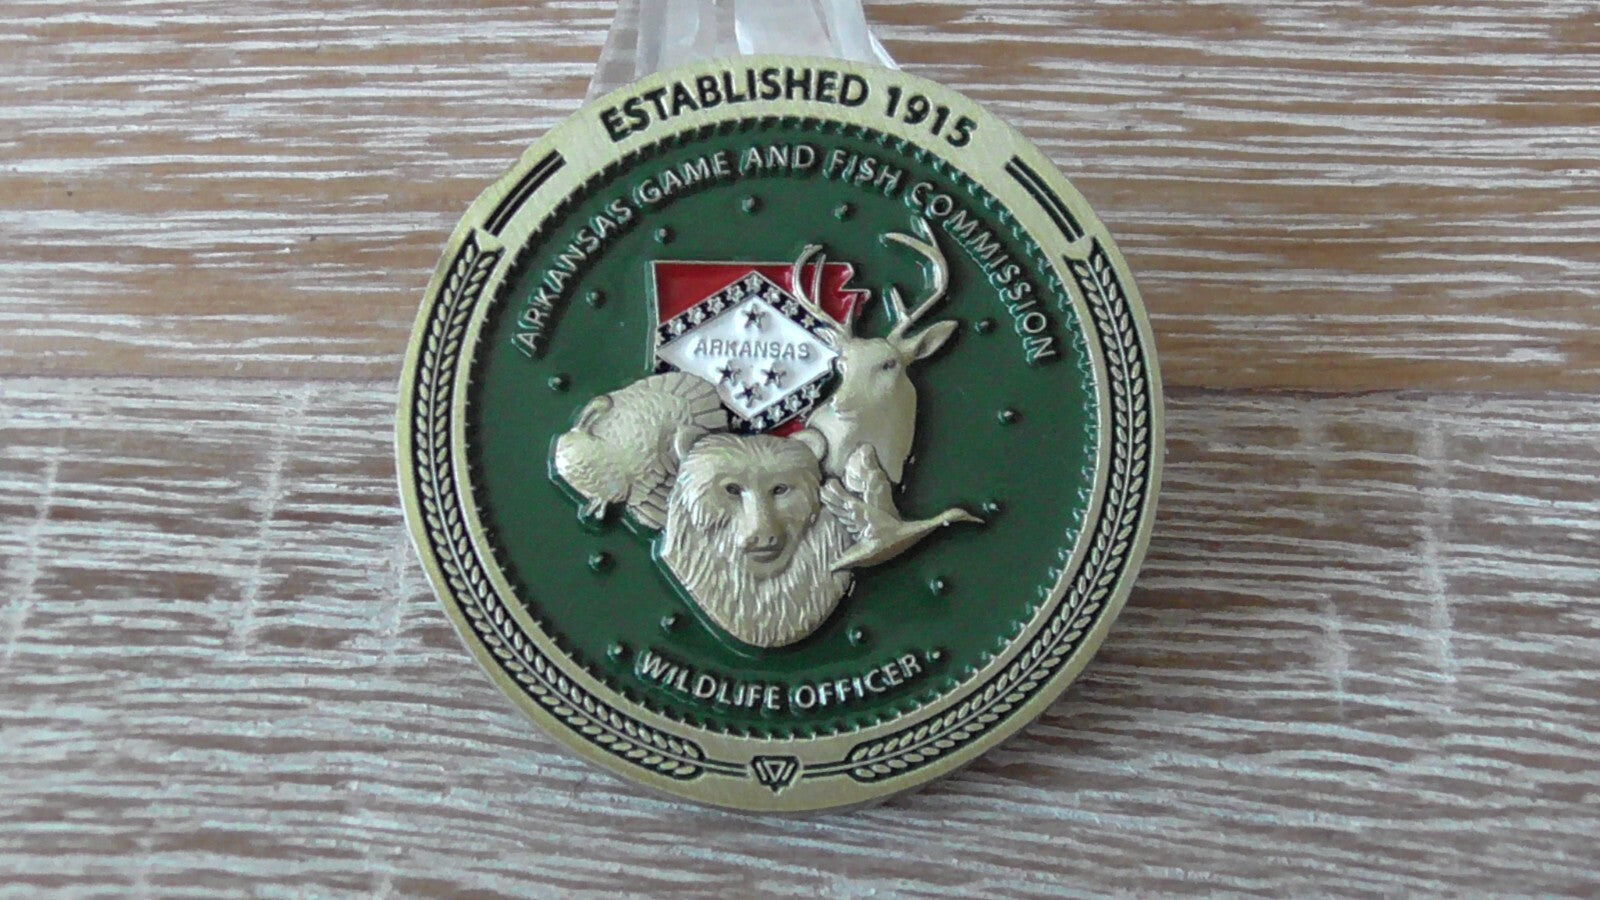 ESTABLISHED 1915
ARKANSAS GAME AND FISH COMMISSION
ARKANSAS
WILDLIFE OFFICER